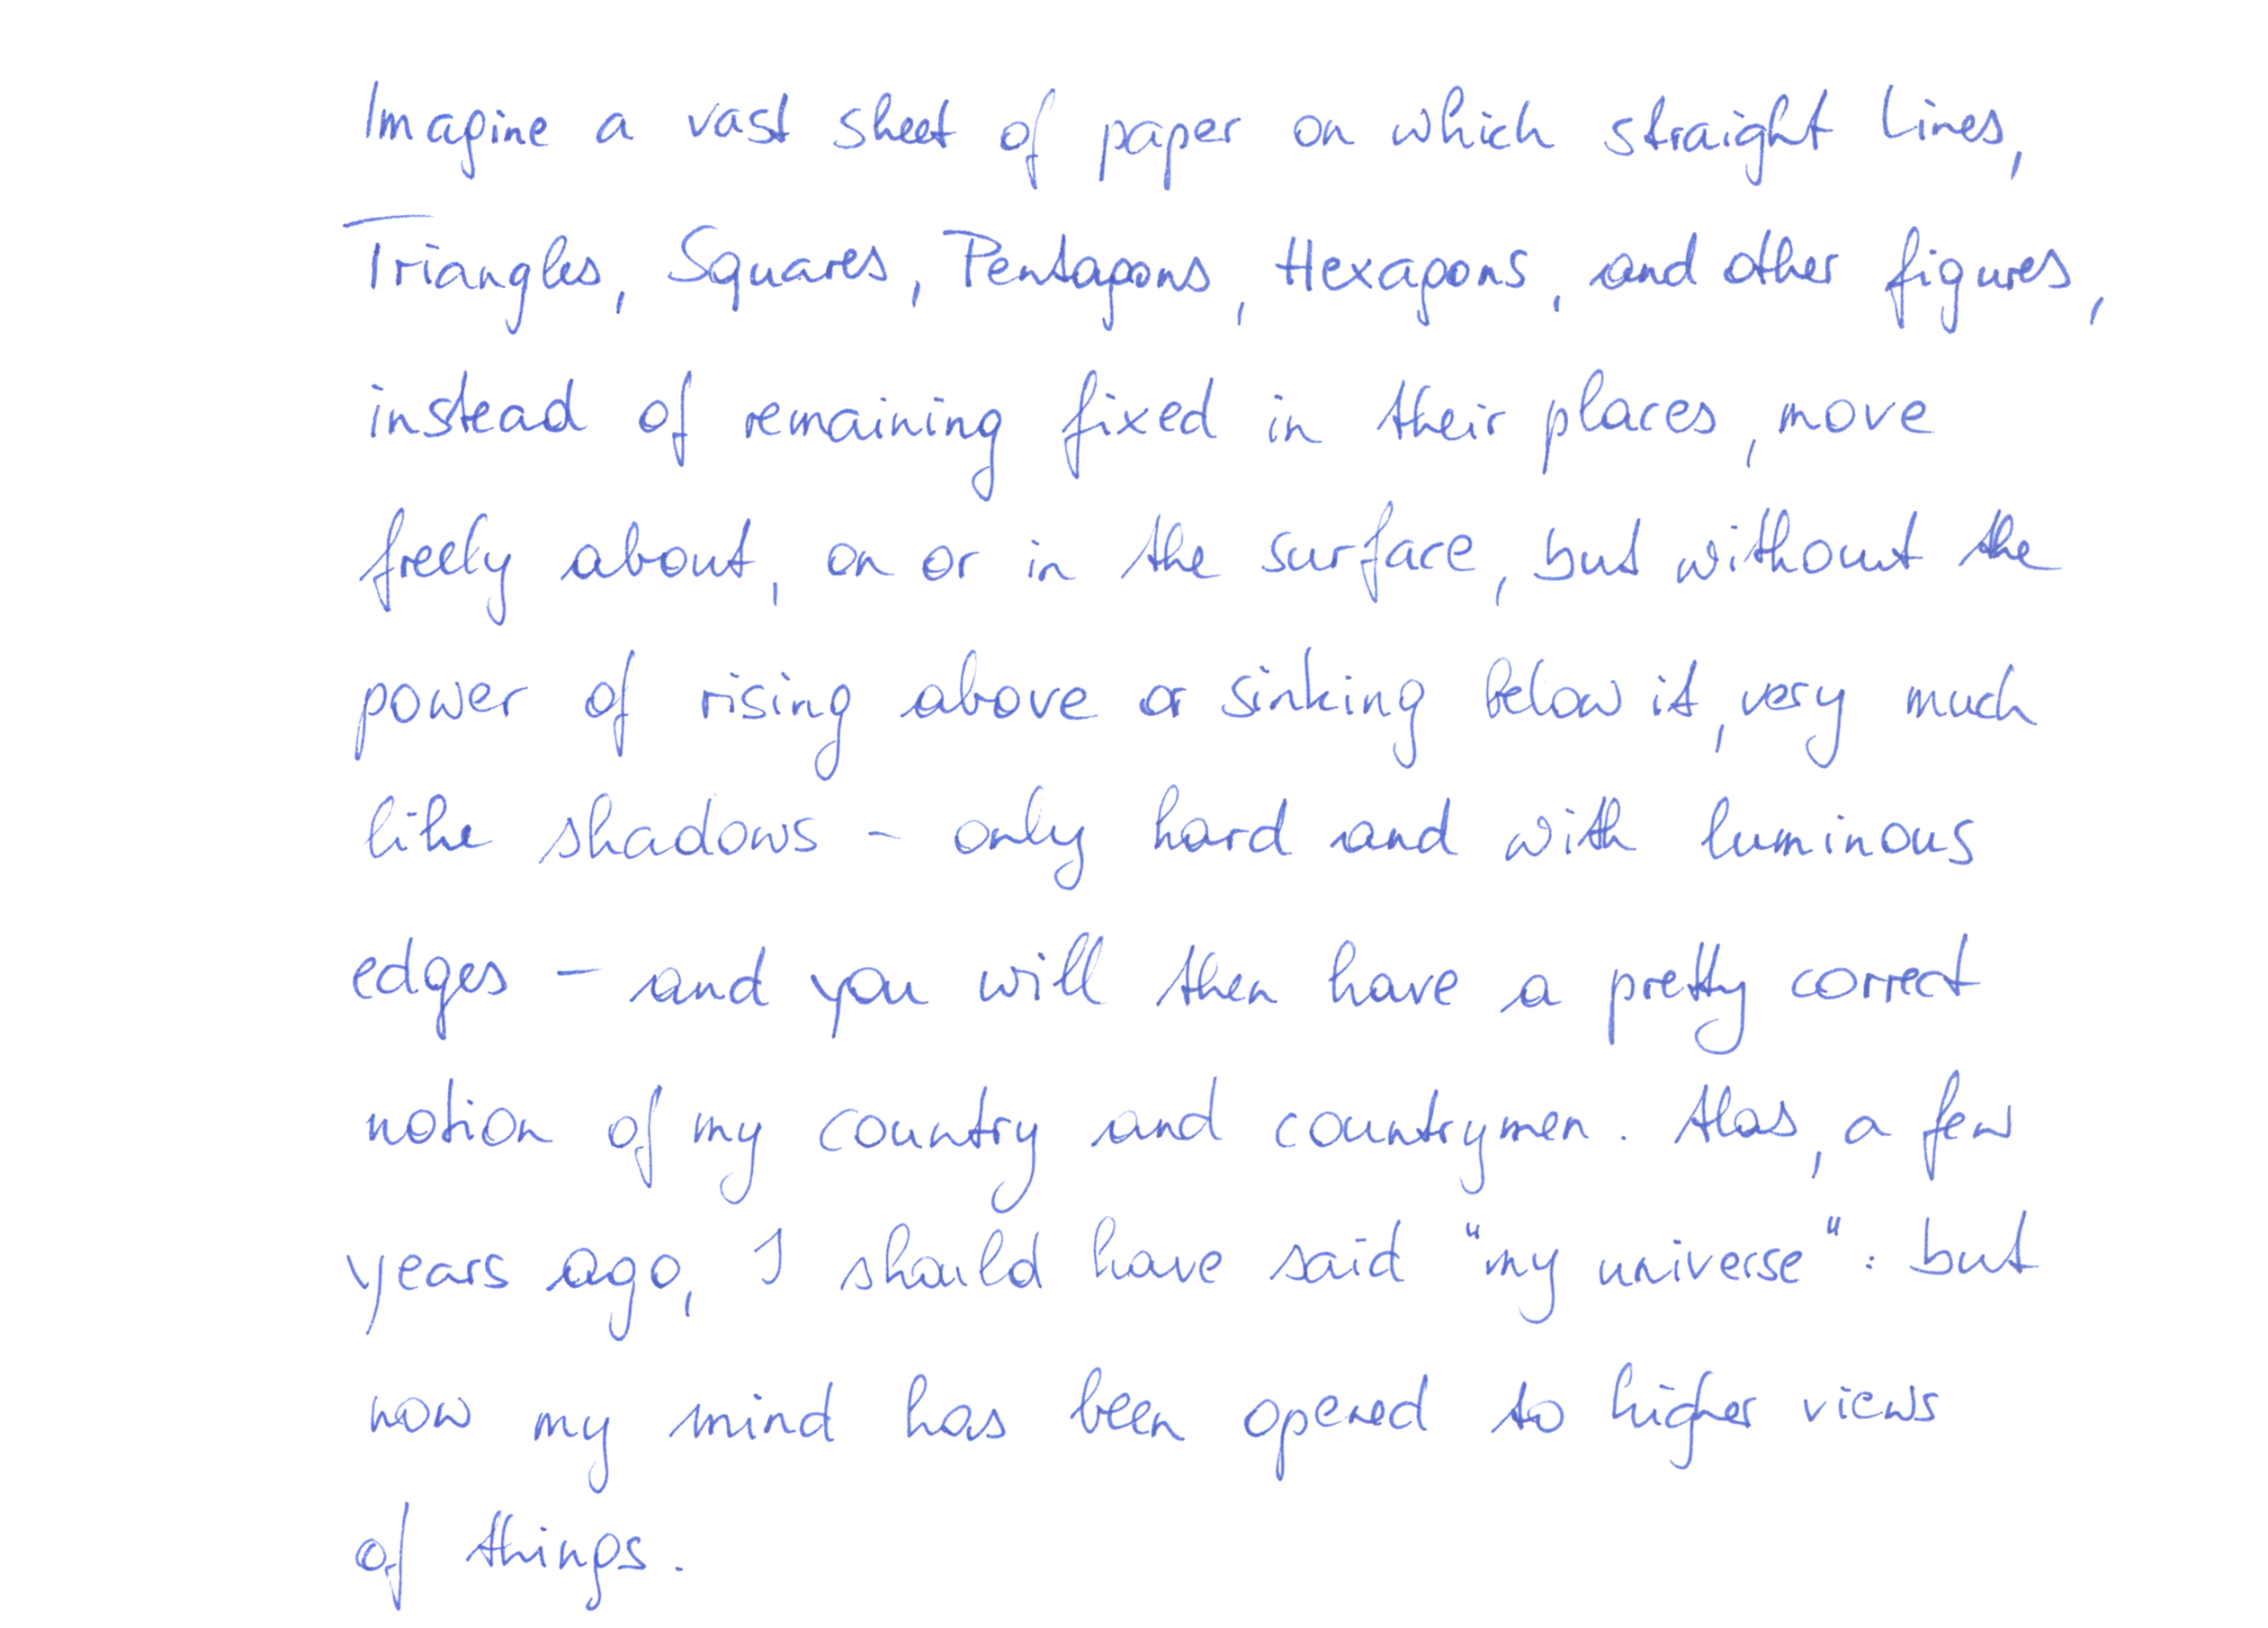 Imagine a vast sheet of paper on which straight Lines,
Triangles, Squares, Pentagons, Hexagons, and other figures,
instead of remaining fixed in their places, move
freely about, on or in the surface, but without the
power of rising above or sinking below it, very much
like shadows - only hard and with luminous
edges - and you will then have a pretty correct
notion of my country and countrymen. Alas, a few
years ago, I should have said "my universe": but
now my mind has been opened to higher views
of things.